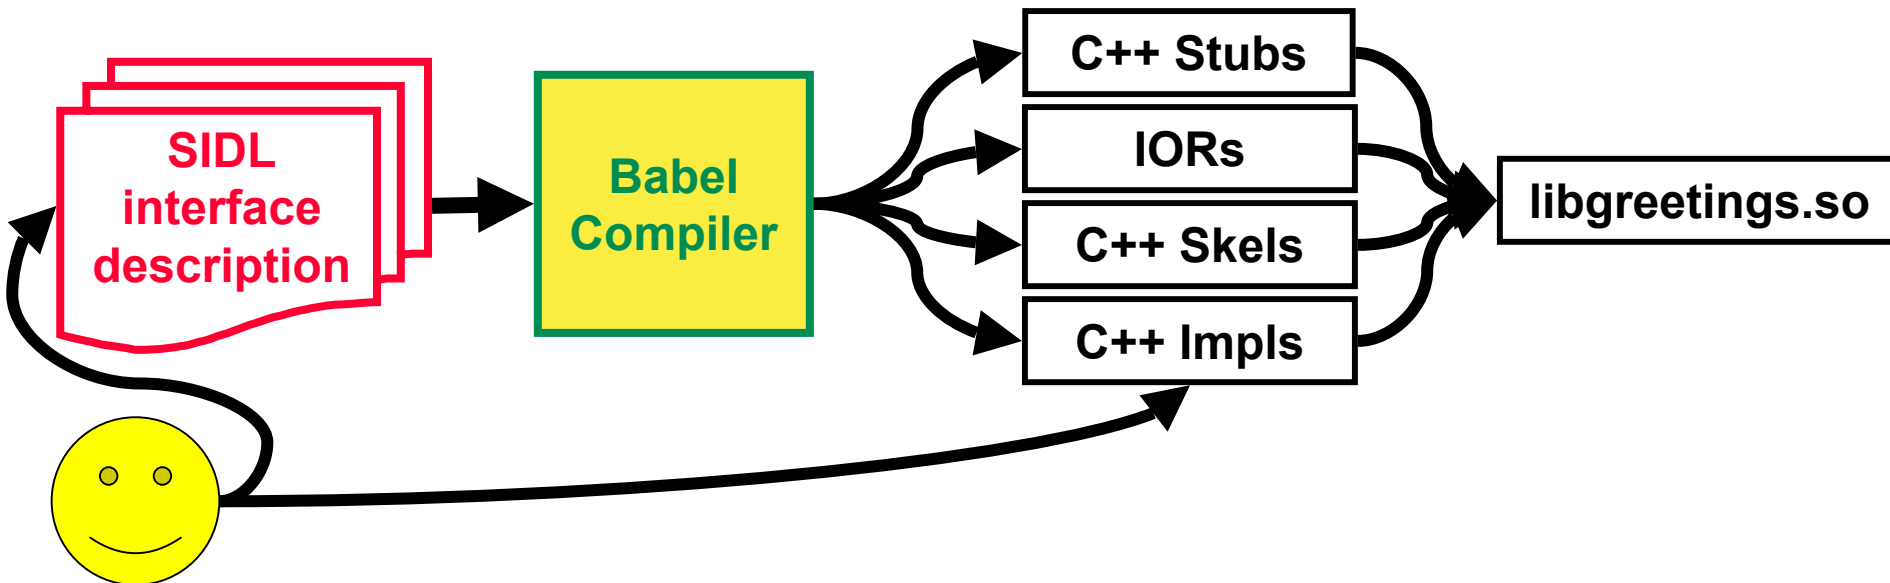 SIDL
interface
description
Babel
Compiler
C++ Stubs
IORs
C++ Skels
C++ Impls
libgreetings.so